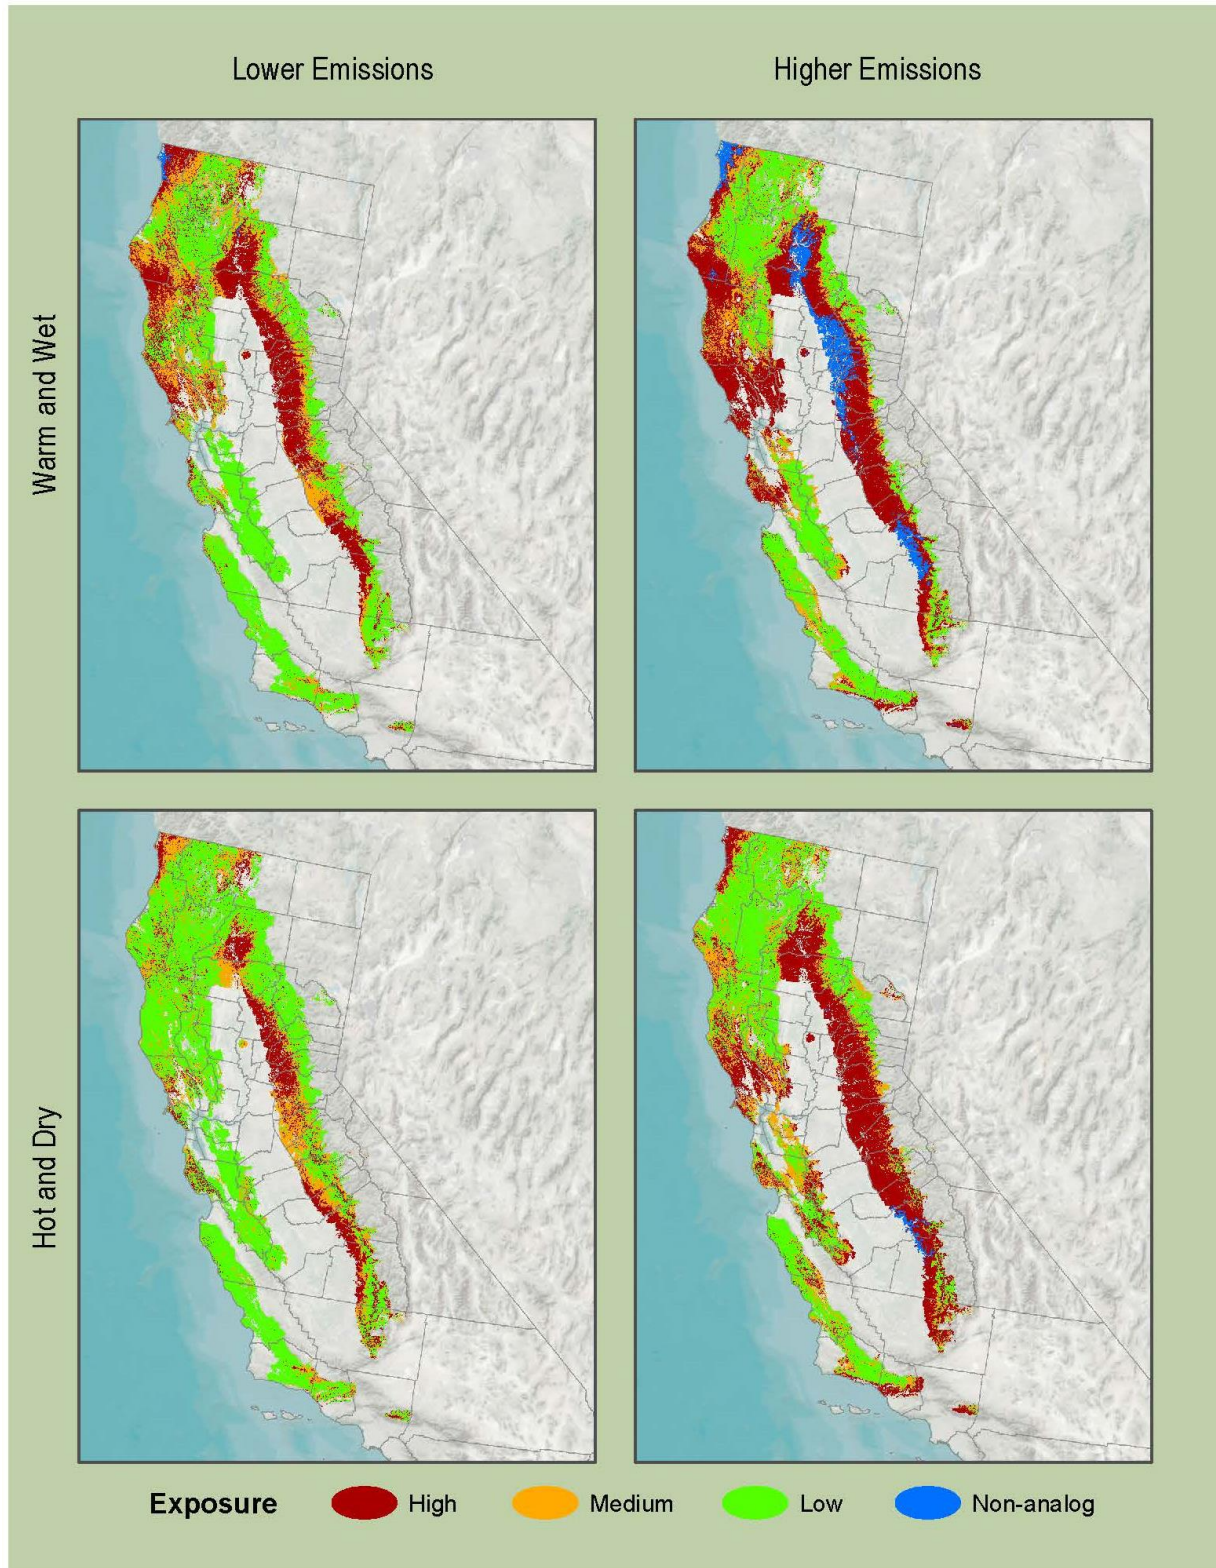 Lower Emissions
Higher Emissions
Warm and Wet
Hot and Dry
Exposure High Medium Low Non-analog